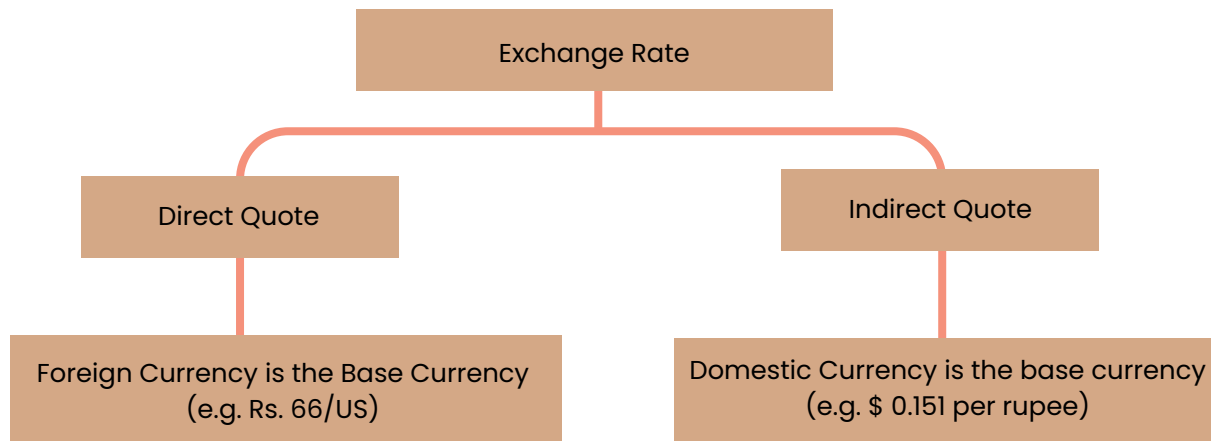 Exchange Rate
Direct Quote
Indirect Quote
Foreign Currency is the Base Currency
(e.g. Rs. 66/US)
Domestic Currency is the base currency
(e.g. $ 0.151 per rupee)